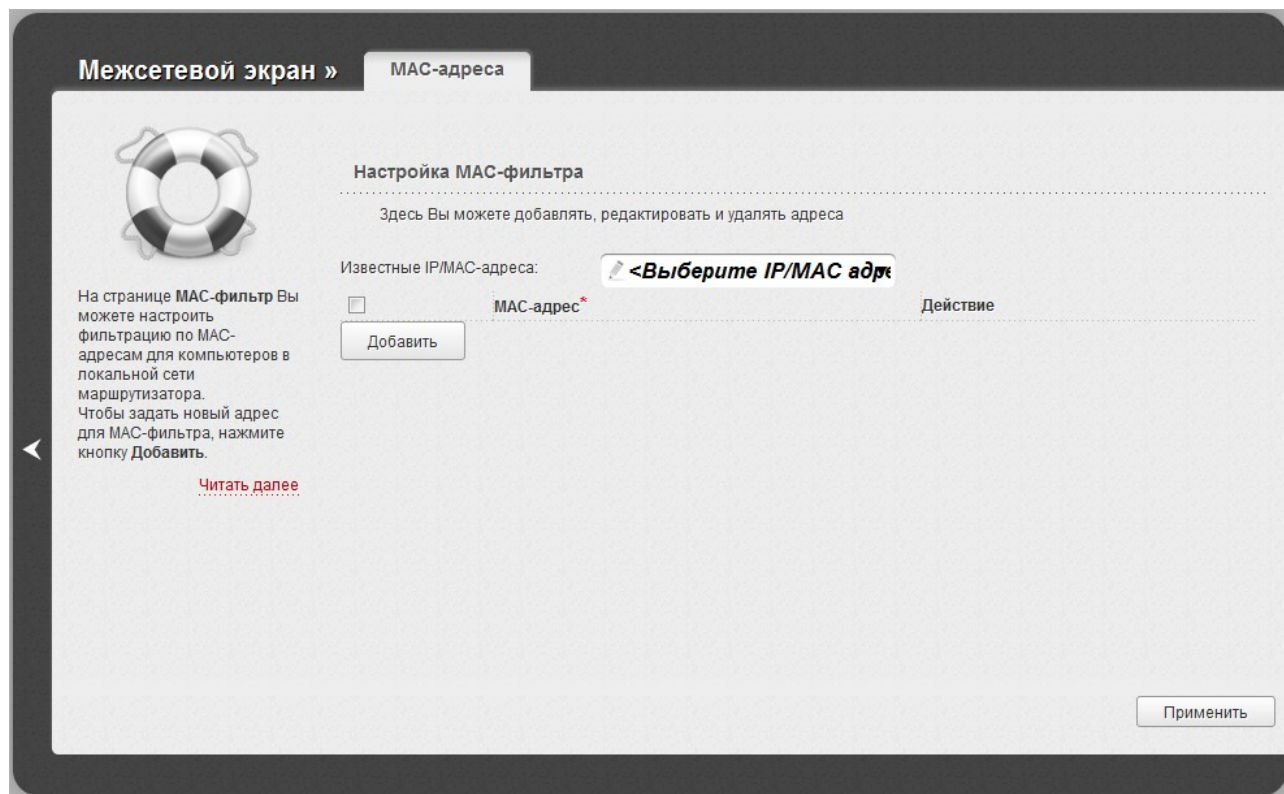 Межсетевой экран »
MAC-адреса
На странице MAC-фильтр Вы
можете настроить
фильтрацию по MAC-
адресам для компьютеров в
локальной сети
маршрутизатора.
Чтобы задать новый адрес
для MAC-фильтра, нажмите
кнопку Добавить.
Читать далее
Настройка MAC-фильтра
Здесь Вы можете добавлять, редактировать и удалять адреса
Известные IP/MAC-адреса:
<Выберите IP/MAC адре
MAC-адрес*
Действие
Добавить
Применить